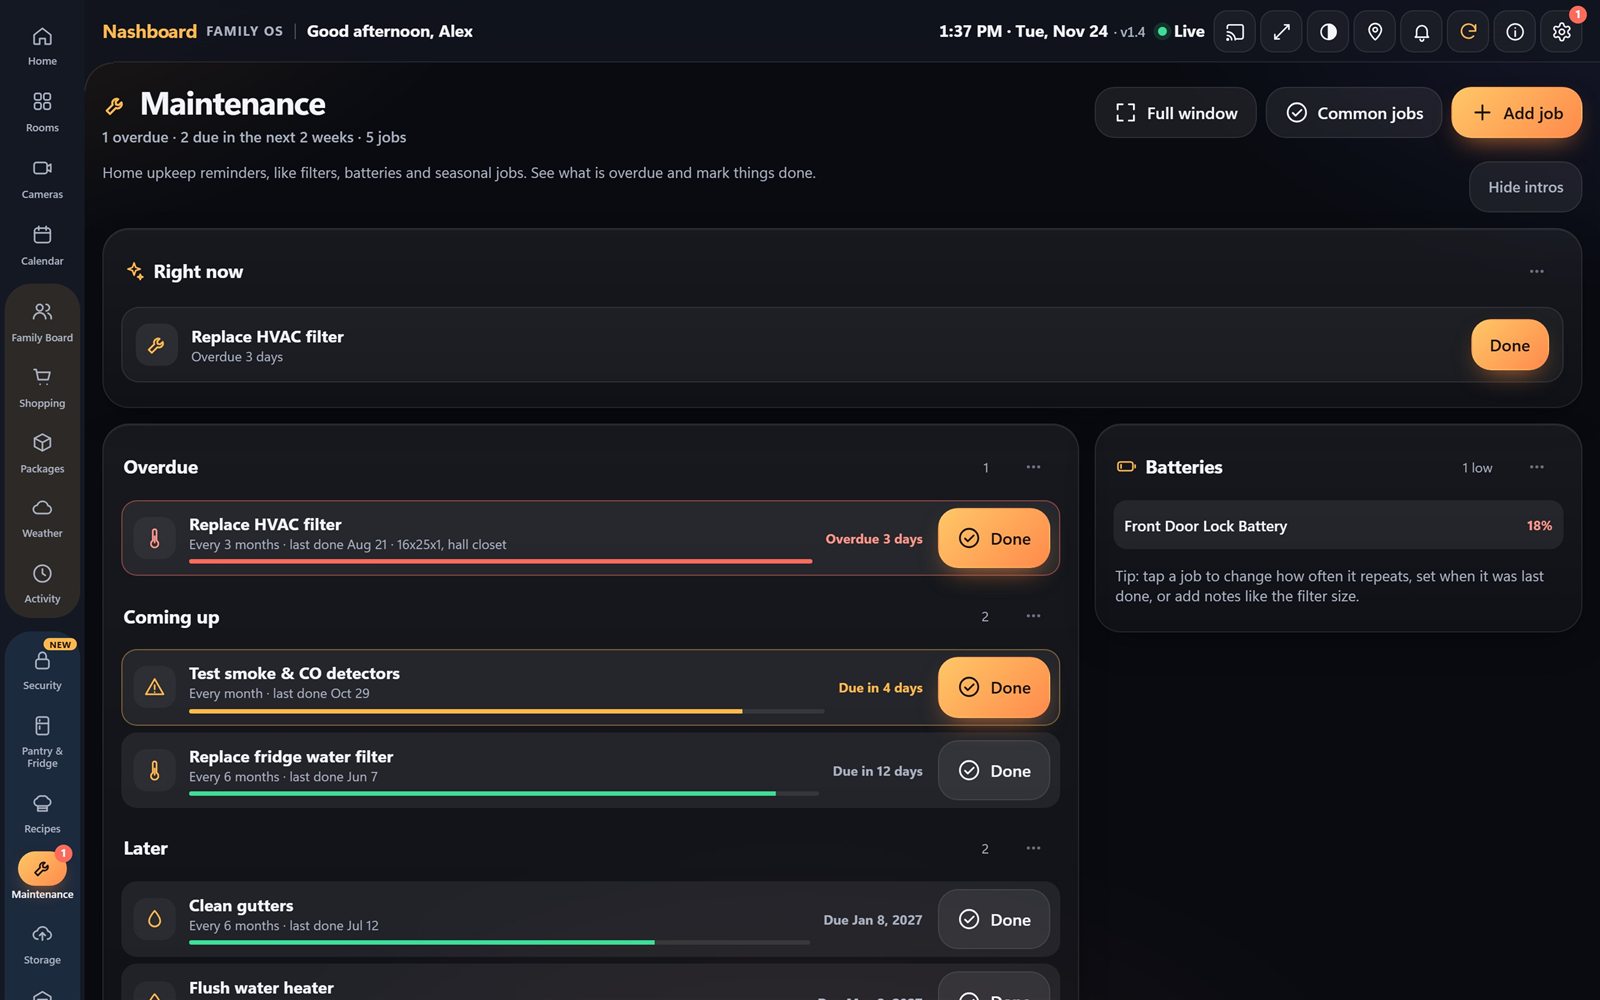 Nashboard FAMILY OS Good afternoon, Alex
1:37 PM · Tue, Nov 24 · v1.4 Live
1
Home
Rooms
Cameras
Calendar
Family Board
Shopping
Packages
Weather
Activity
NEW
Security
Pantry &
Fridge
Recipes
1
Maintenance
Storage
Maintenance
1 overdue · 2 due in the next 2 weeks · 5 jobs
Home upkeep reminders, like filters, batteries and seasonal jobs. See what is overdue and mark things done.
Full window
Common jobs
Add job
Hide intros
Right now
Replace HVAC filter
Overdue 3 days
Done
Overdue 1
Replace HVAC filter
Every 3 months · last done Aug 21 · 16x25x1, hall closet
Overdue 3 days
Done
Coming up 2
Test smoke & CO detectors
Every month · last done Oct 29
Due in 4 days
Done
Replace fridge water filter
Every 6 months · last done Jun 7
Due in 12 days
Done
Later 2
Clean gutters
Every 6 months · last done Jul 12
Due Jan 8, 2027
Done
Flush water heater
Batteries 1 low
Front Door Lock Battery 18%
Tip: tap a job to change how often it repeats, set when it was last
done, or add notes like the filter size.